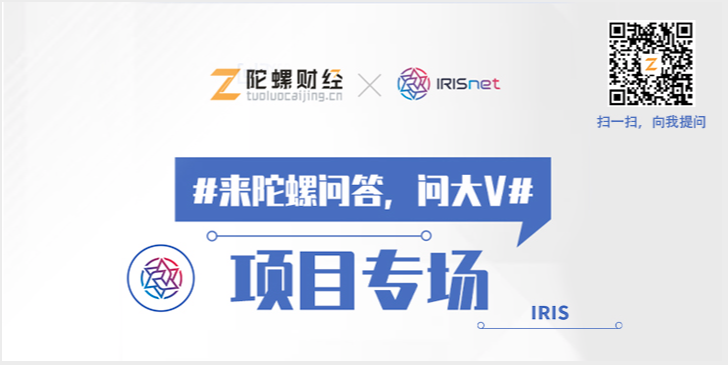 陀螺财经
tuoluocaijing.cn
IRISnet
扫一扫，向我提问
#来陀螺问答，问大V#
项目专场
IRIS